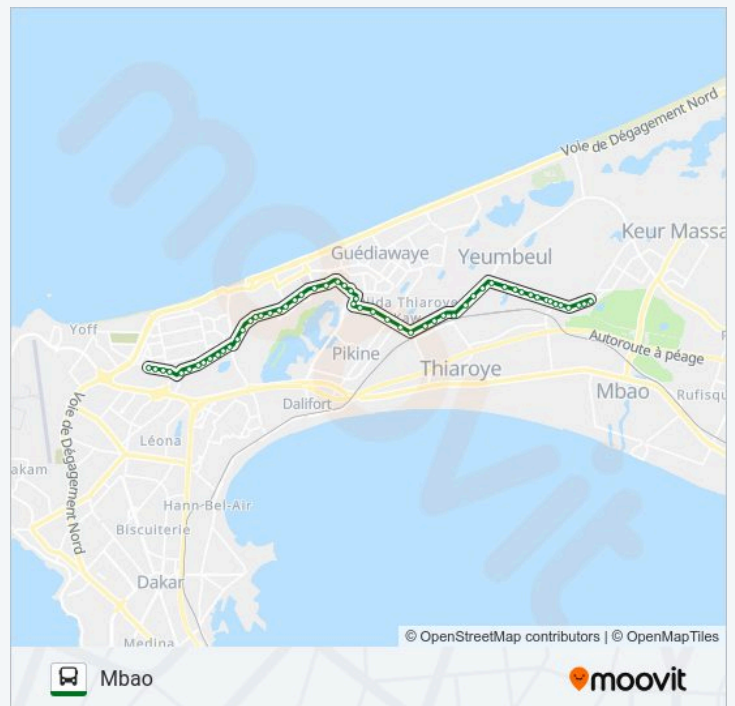 Voie de Dégagement Nord
Keur Massa
Guédiawaye
Yeumbeul
Yoff
Pikine
Autoroute à péage
Thiaroye
Mbao
Rufisq
Dalifort
Voie de Dégagement Nord
Léona
akam
Hann-Bel-Air
Biscuiterie
Dakar
Medina
moovit
© OpenStreetMap contributors | © OpenMapTiles
Mbao
moovit